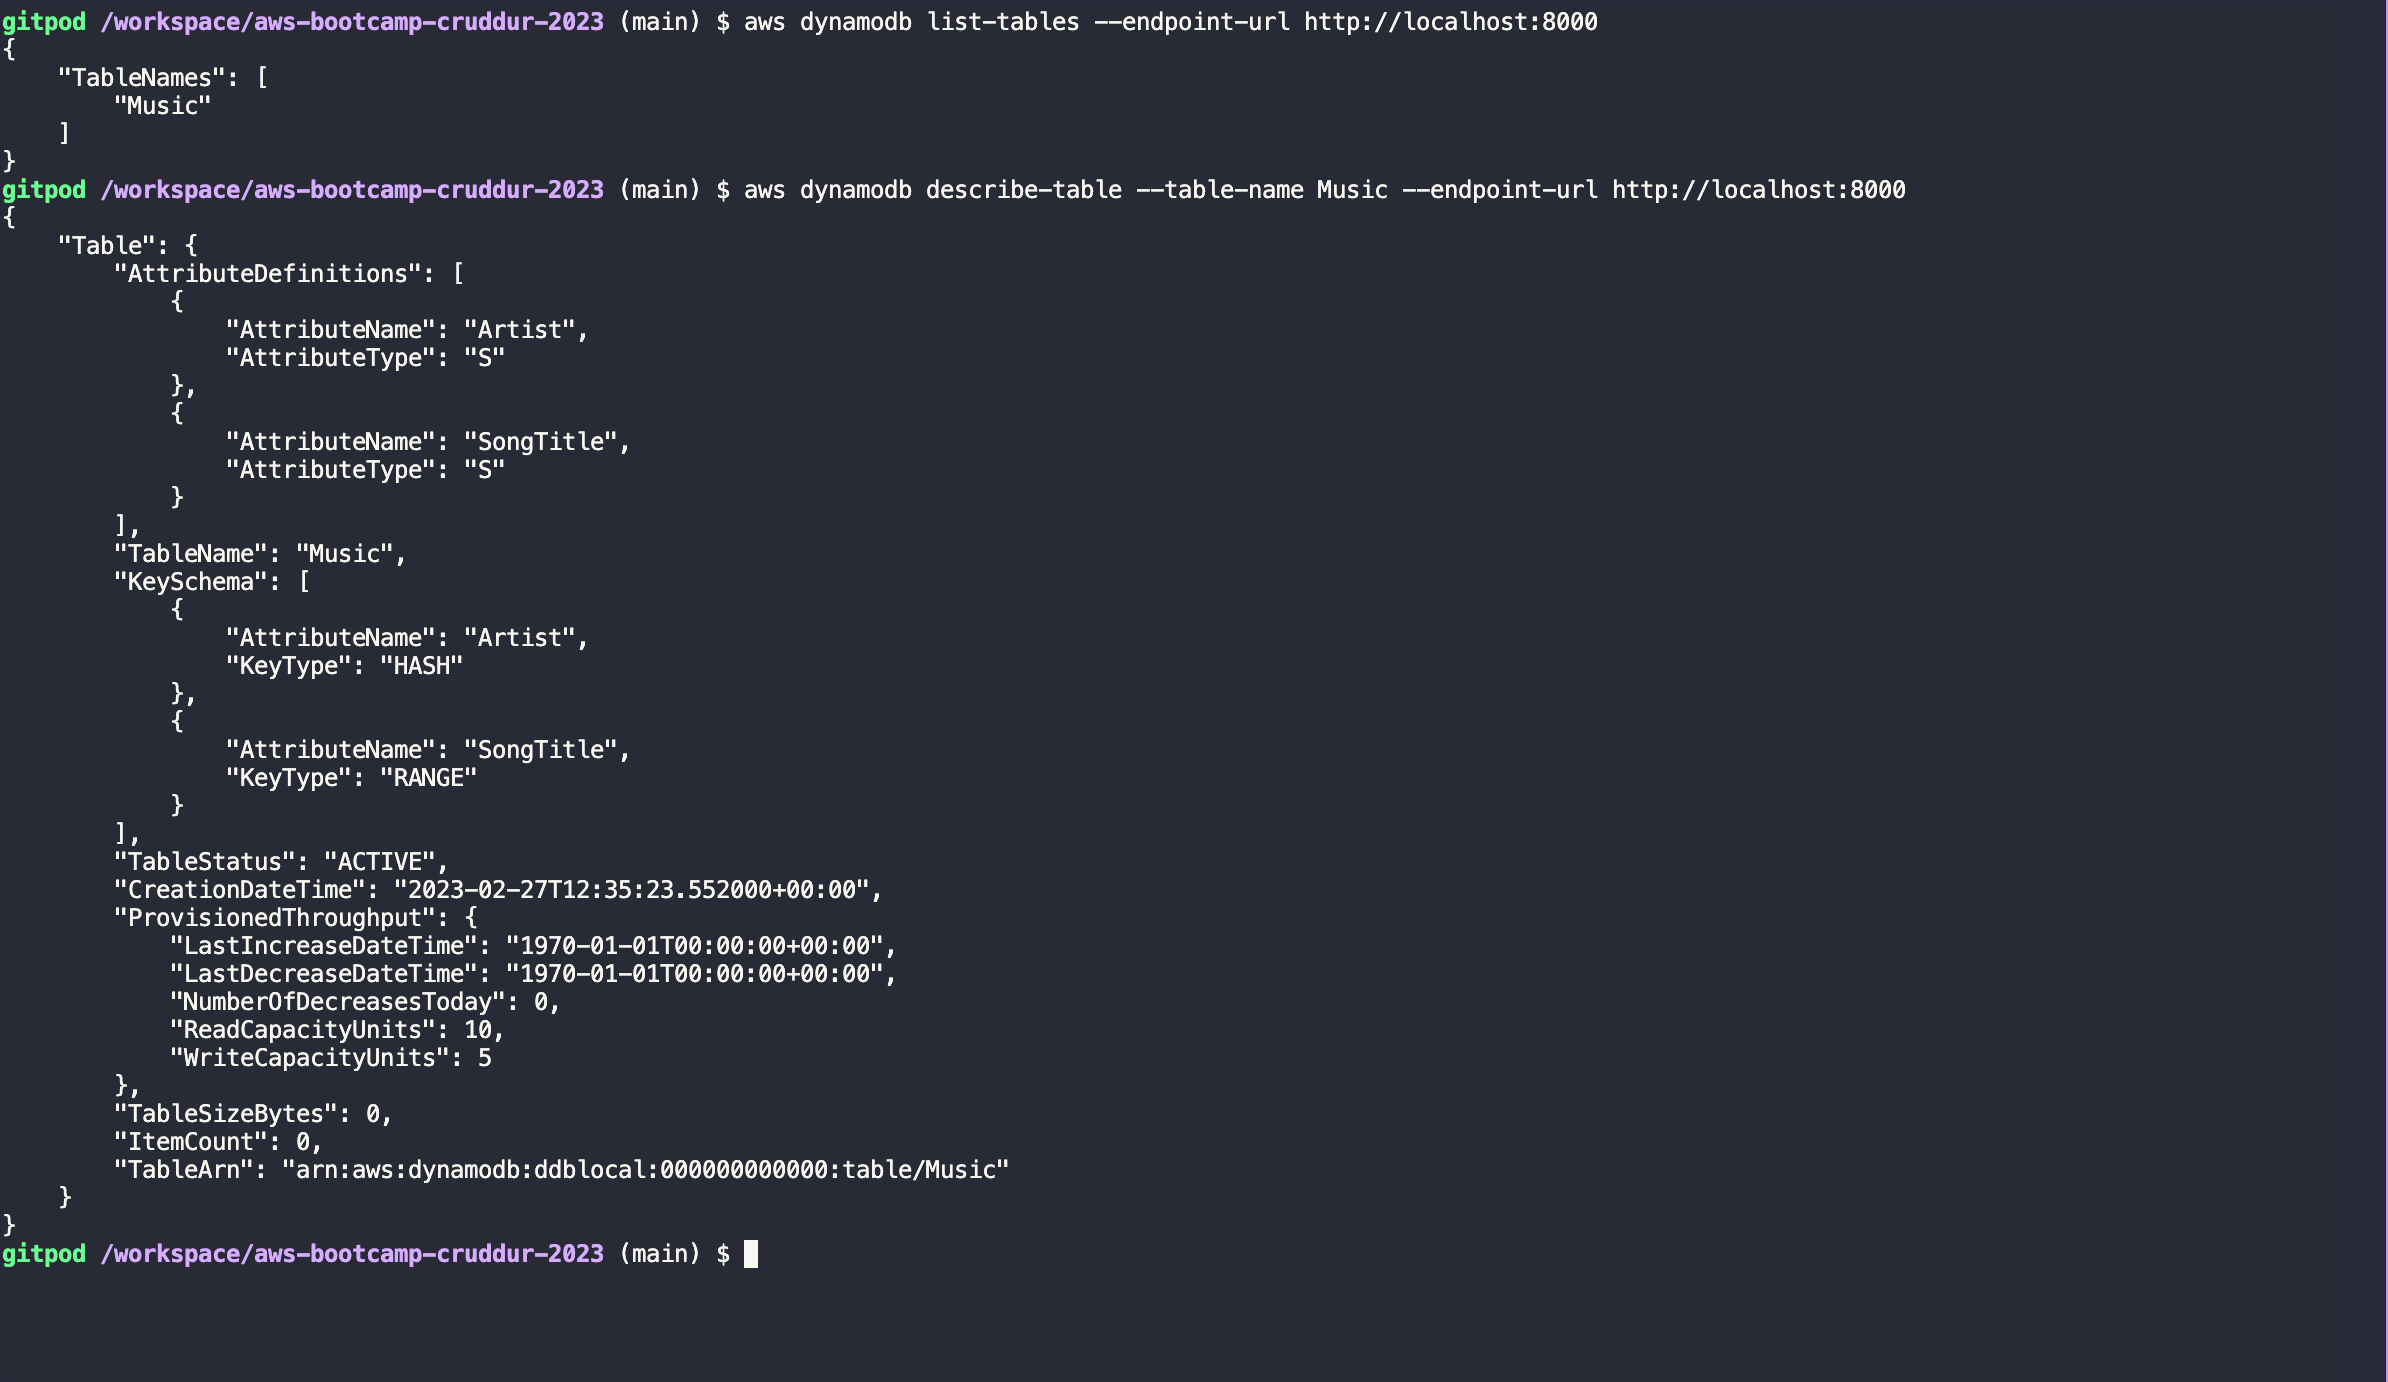 gitpod /workspace/aws-bootcamp-cruddur-2023 (main) $ aws dynamodb list-tables --endpoint-url http://localhost:8000
{
    "TableNames": [
        "Music"
    ]
}
gitpod /workspace/aws-bootcamp-cruddur-2023 (main) $ aws dynamodb describe-table --table-name Music --endpoint-url http://localhost:8000
{
    "Table": {
        "AttributeDefinitions": [
            {
                "AttributeName": "Artist",
                "AttributeType": "S"
            },
            {
                "AttributeName": "SongTitle",
                "AttributeType": "S"
            }
        ],
        "TableName": "Music",
        "KeySchema": [
            {
                "AttributeName": "Artist",
                "KeyType": "HASH"
            },
            {
                "AttributeName": "SongTitle",
                "KeyType": "RANGE"
            }
        ],
        "TableStatus": "ACTIVE",
        "CreationDateTime": "2023-02-27T12:35:23.552000+00:00",
        "ProvisionedThroughput": {
            "LastIncreaseDateTime": "1970-01-01T00:00:00+00:00",
            "LastDecreaseDateTime": "1970-01-01T00:00:00+00:00",
            "NumberOfDecreasesToday": 0,
            "ReadCapacityUnits": 10,
            "WriteCapacityUnits": 5
        },
        "TableSizeBytes": 0,
        "ItemCount": 0,
        "TableArn": "arn:aws:dynamodb:ddblocal:000000000000:table/Music"
    }
}
gitpod /workspace/aws-bootcamp-cruddur-2023 (main) $